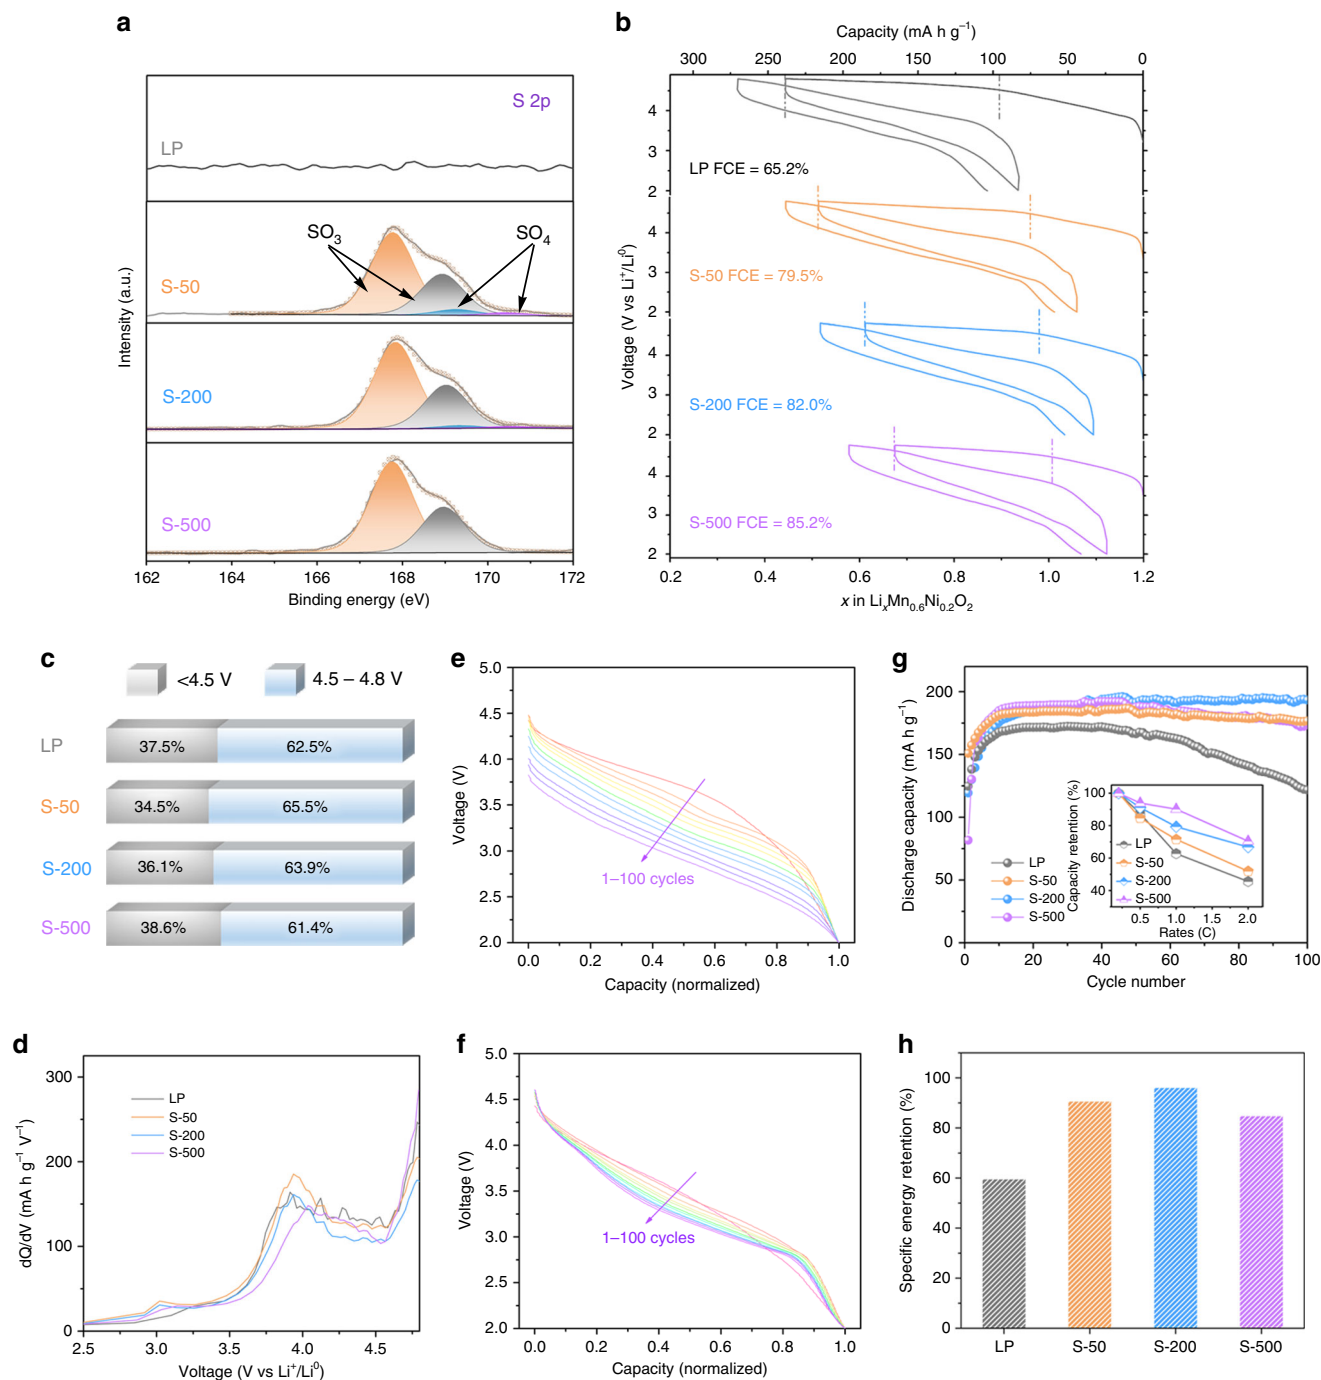 a
S 2p
LP
SO₃
SO₄
S-50
S-200
S-500
Intensity (a.u.)
162
164
166
168
170
172
Binding energy (eV)
b
Capacity (mA h g⁻¹)
300
250
200
150
100
50
0
4
3
2
4
3
2
4
3
2
4
3
2
Voltage (V vs Li⁺/Li⁰)
LP FCE = 65.2%
S-50 FCE = 79.5%
S-200 FCE = 82.0%
S-500 FCE = 85.2%
0.2
0.4
0.6
0.8
1.0
1.2
x in LiₓMn₀.₆Ni₀.₂O₂
c
<4.5 V
4.5 – 4.8 V
LP
37.5%
62.5%
S-50
34.5%
65.5%
S-200
36.1%
63.9%
S-500
38.6%
61.4%
e
5.0
4.5
4.0
3.5
3.0
2.5
2.0
Voltage (V)
1–100 cycles
0.0
0.2
0.4
0.6
0.8
1.0
Capacity (normalized)
g
200
150
100
50
0
Discharge capacity (mA h g⁻¹)
LP
S-50
S-200
S-500
100
80
60
40
Capacity retention (%)
LP
S-50
S-200
S-500
0.5
1.0
1.5
2.0
Rates (C)
0
20
40
60
80
100
Cycle number
d
300
200
100
0
dQ/dV (mA h g⁻¹ V⁻¹)
LP
S-50
S-200
S-500
2.5
3.0
3.5
4.0
4.5
Voltage (V vs Li⁺/Li⁰)
f
5.0
4.5
4.0
3.5
3.0
2.5
2.0
Voltage (V)
1–100 cycles
0.0
0.2
0.4
0.6
0.8
1.0
Capacity (normalized)
h
100
80
60
40
20
0
Specific energy retention (%)
LP
S-50
S-200
S-500